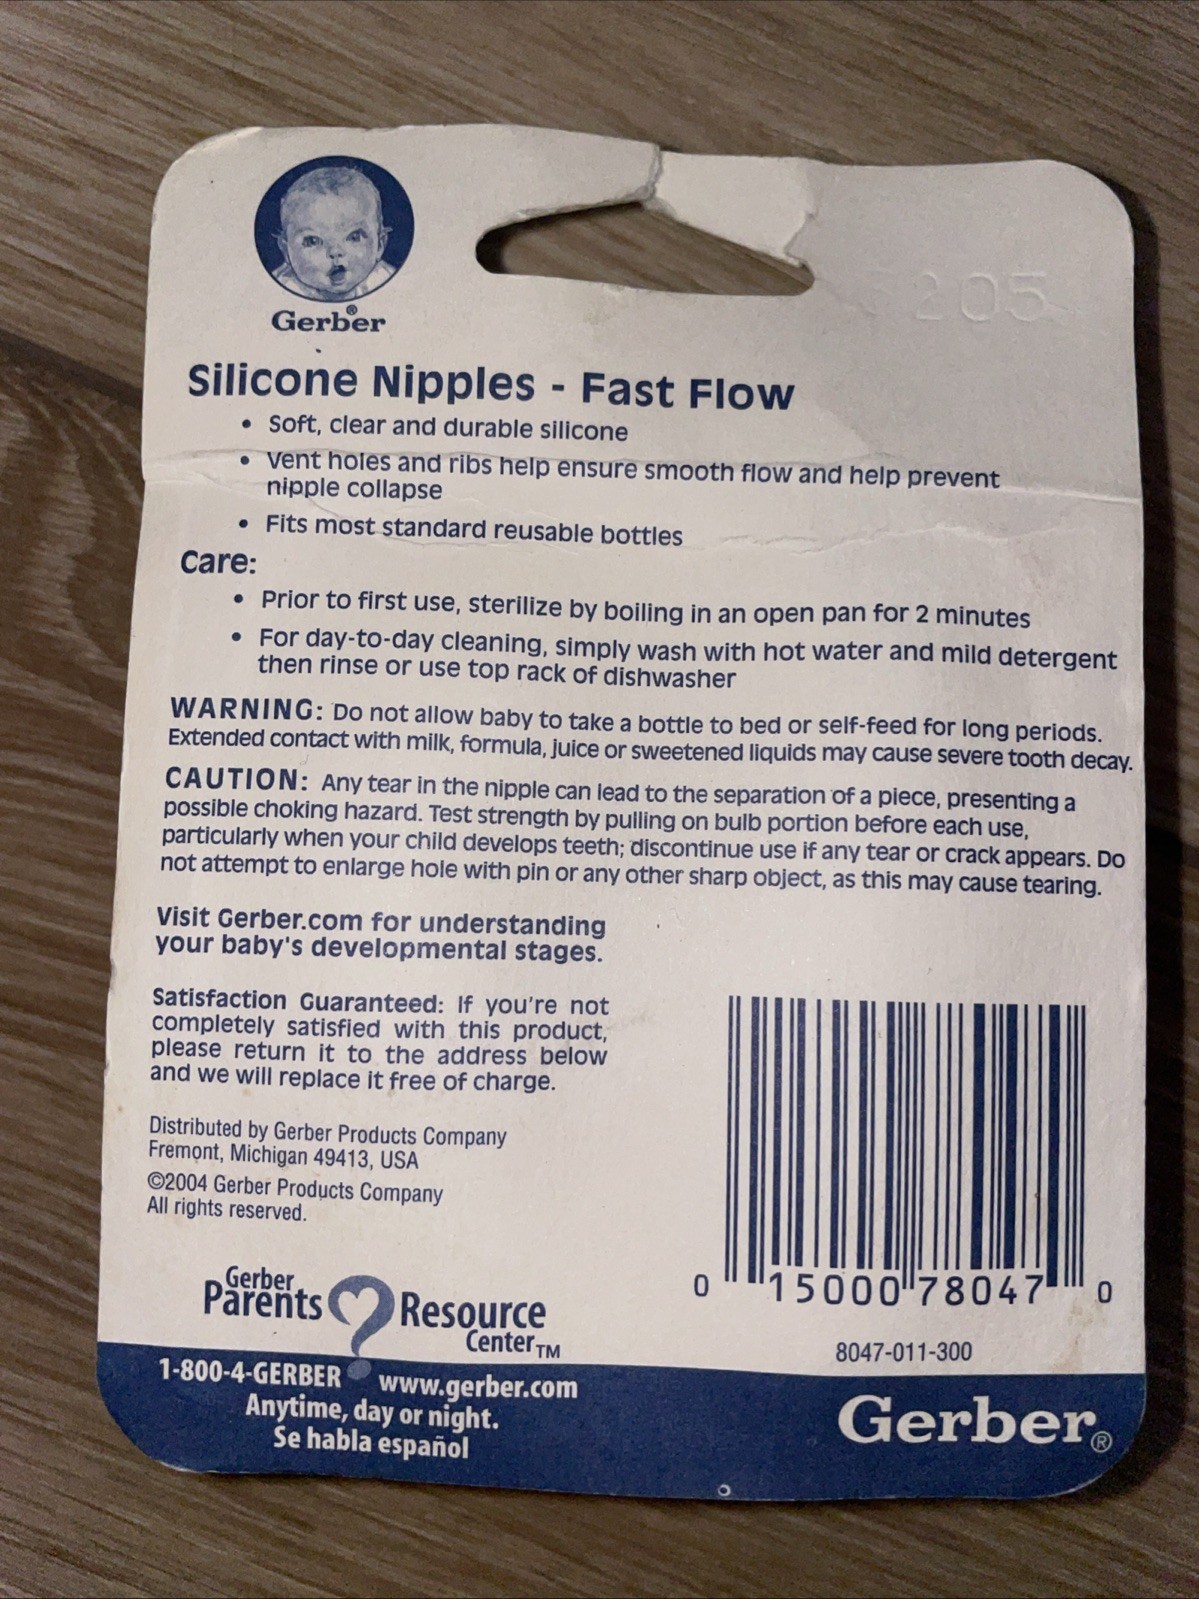 Gerber®
205
Silicone Nipples - Fast Flow
• Soft, clear and durable silicone
• Vent holes and ribs help ensure smooth flow and help prevent
nipple collapse
• Fits most standard reusable bottles
Care:
• Prior to first use, sterilize by boiling in an open pan for 2 minutes
• For day-to-day cleaning, simply wash with hot water and mild detergent
then rinse or use top rack of dishwasher
WARNING: Do not allow baby to take a bottle to bed or self-feed for long periods.
Extended contact with milk, formula, juice or sweetened liquids may cause severe tooth decay.
CAUTION: Any tear in the nipple can lead to the separation of a piece, presenting a
possible choking hazard. Test strength by pulling on bulb portion before each use,
particularly when your child develops teeth; discontinue use if any tear or crack appears. Do
not attempt to enlarge hole with pin or any other sharp object, as this may cause tearing.
Visit Gerber.com for understanding
your baby's developmental stages.
Satisfaction Guaranteed: If you're not
completely satisfied with this product,
please return it to the address below
and we will replace it free of charge.
Distributed by Gerber Products Company
Fremont, Michigan 49413, USA
©2004 Gerber Products Company
All rights reserved.
0 15000 78047 0
8047-011-300
Gerber
Parents Resource
Center™
1-800-4-GERBER www.gerber.com
Anytime, day or night.
Se habla español
Gerber®